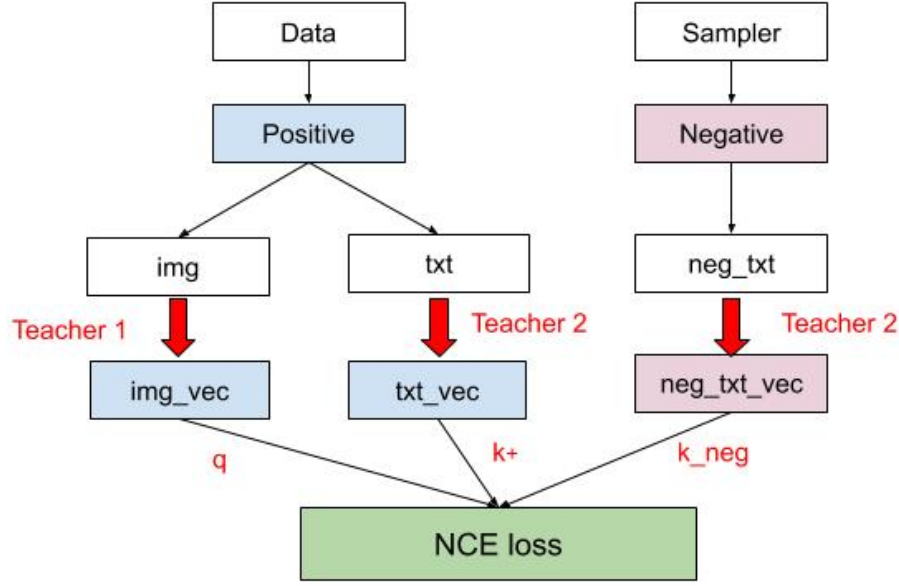 Data
Sampler
Positive
Negative
img
txt
neg_txt
Teacher 1
Teacher 2
Teacher 2
img_vec
txt_vec
neg_txt_vec
q
k+
k_neg
NCE loss